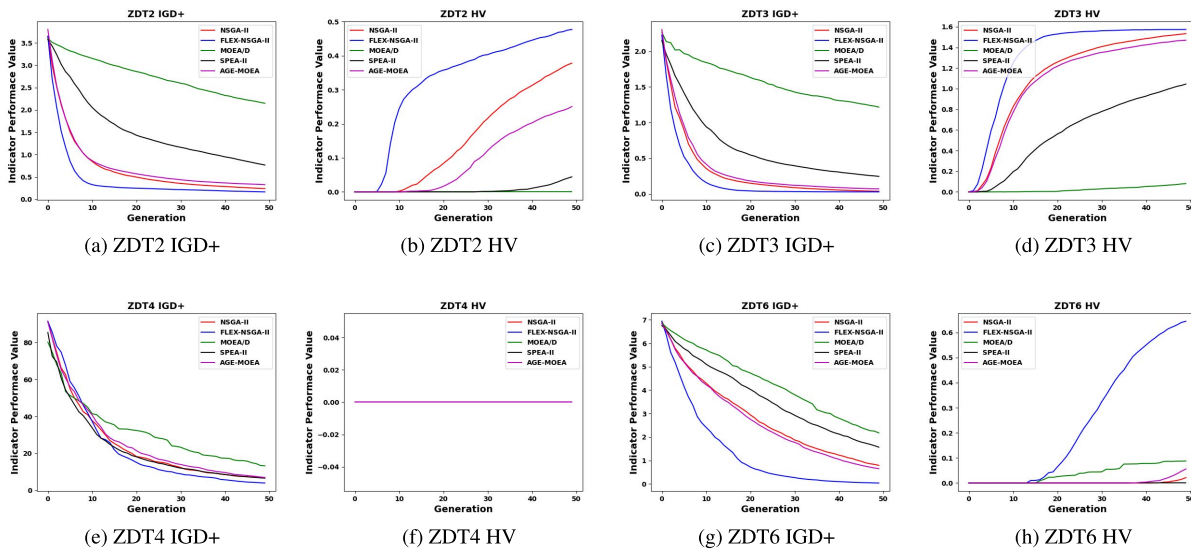 ZDT2 IGD+
Indicator Performace Value
3.5
3.0
2.5
2.0
1.5
1.0
0.5
0.0
NSGA-II
FLEX-NSGA-II
MOEA/D
SPEA-II
AGE-MOEA
0 10 20 30 40 50
Generation
(a) ZDT2 IGD+
ZDT2 HV
Indicator Performace Value
0.5
0.4
0.3
0.2
0.1
0.0
NSGA-II
FLEX-NSGA-II
MOEA/D
SPEA-II
AGE-MOEA
0 10 20 30 40 50
Generation
(b) ZDT2 HV
ZDT3 IGD+
Indicator Performace Value
2.0
1.5
1.0
0.5
0.0
NSGA-II
FLEX-NSGA-II
MOEA/D
SPEA-II
AGE-MOEA
0 10 20 30 40 50
Generation
(c) ZDT3 IGD+
ZDT3 HV
Indicator Performace Value
1.6
1.4
1.2
1.0
0.8
0.6
0.4
0.2
0.0
NSGA-II
FLEX-NSGA-II
MOEA/D
SPEA-II
AGE-MOEA
0 10 20 30 40 50
Generation
(d) ZDT3 HV
ZDT4 IGD+
Indicator Performace Value
80
60
40
20
0
NSGA-II
FLEX-NSGA-II
MOEA/D
SPEA-II
AGE-MOEA
0 10 20 30 40 50
Generation
(e) ZDT4 IGD+
ZDT4 HV
Indicator Performace Value
0.04
0.02
0.00
−0.02
−0.04
NSGA-II
FLEX-NSGA-II
MOEA/D
SPEA-II
AGE-MOEA
0 10 20 30 40 50
Generation
(f) ZDT4 HV
ZDT6 IGD+
Indicator Performace Value
7
6
5
4
3
2
1
0
NSGA-II
FLEX-NSGA-II
MOEA/D
SPEA-II
AGE-MOEA
0 10 20 30 40 50
Generation
(g) ZDT6 IGD+
ZDT6 HV
Indicator Performace Value
0.6
0.5
0.4
0.3
0.2
0.1
0.0
NSGA-II
FLEX-NSGA-II
MOEA/D
SPEA-II
AGE-MOEA
0 10 20 30 40 50
Generation
(h) ZDT6 HV